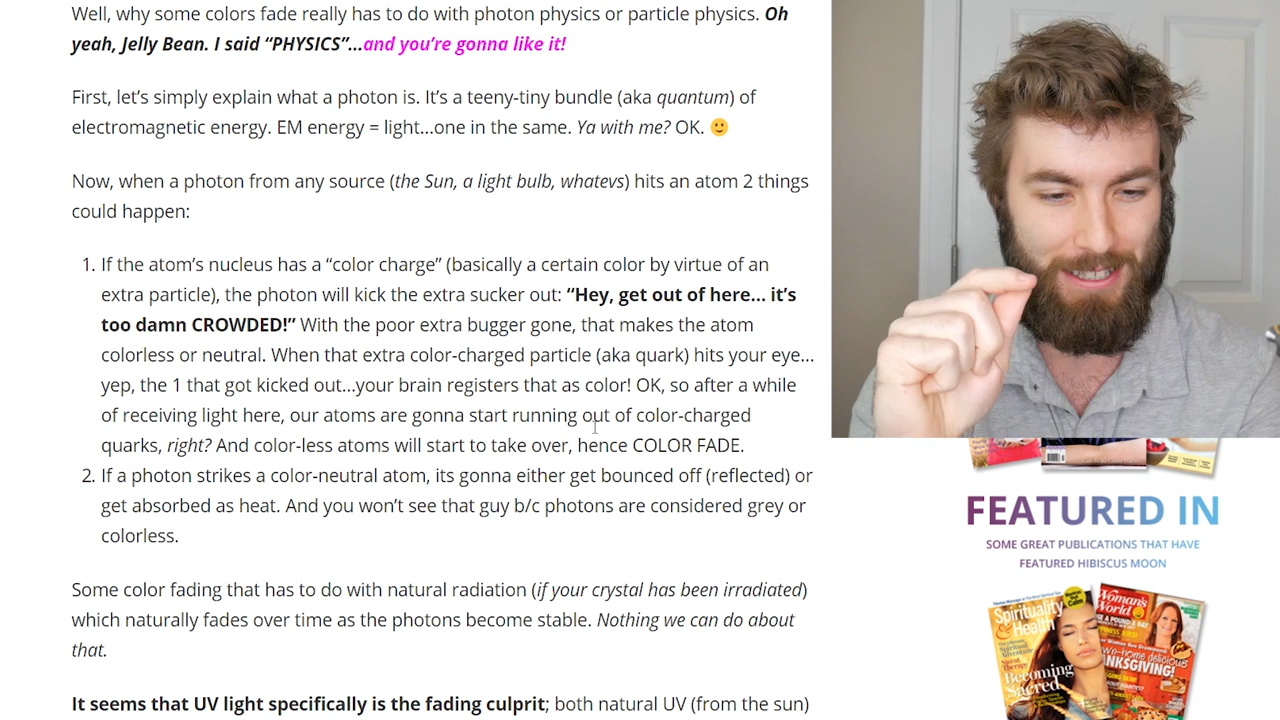 Well, why some colors fade really has to do with photon physics or particle physics. Oh
yeah, Jelly Bean. I said “PHYSICS”...and you’re gonna like it!
First, let’s simply explain what a photon is. It’s a teeny-tiny bundle (aka quantum) of
electromagnetic energy. EM energy = light...one in the same. Ya with me? OK. 🙂
Now, when a photon from any source (the Sun, a light bulb, whatevs) hits an atom 2 things
could happen:
1. If the atom’s nucleus has a “color charge” (basically a certain color by virtue of an
extra particle), the photon will kick the extra sucker out: “Hey, get out of here... it’s
too damn CROWDED!” With the poor extra bugger gone, that makes the atom
colorless or neutral. When that extra color-charged particle (aka quark) hits your eye...
yep, the 1 that got kicked out...your brain registers that as color! OK, so after a while
of receiving light here, our atoms are gonna start running out of color-charged
quarks, right? And color-less atoms will start to take over, hence COLOR FADE.
2. If a photon strikes a color-neutral atom, its gonna either get bounced off (reflected) or
get absorbed as heat. And you won’t see that guy b/c photons are considered grey or
colorless.
Some color fading that has to do with natural radiation (if your crystal has been irradiated)
which naturally fades over time as the photons become stable. Nothing we can do about
that.
It seems that UV light specifically is the fading culprit; both natural UV (from the sun)
FEATURED IN
SOME GREAT PUBLICATIONS THAT HAVE
FEATURED HIBISCUS MOON
Spirituality
& Health
Becoming
Sacred
Woman's
World